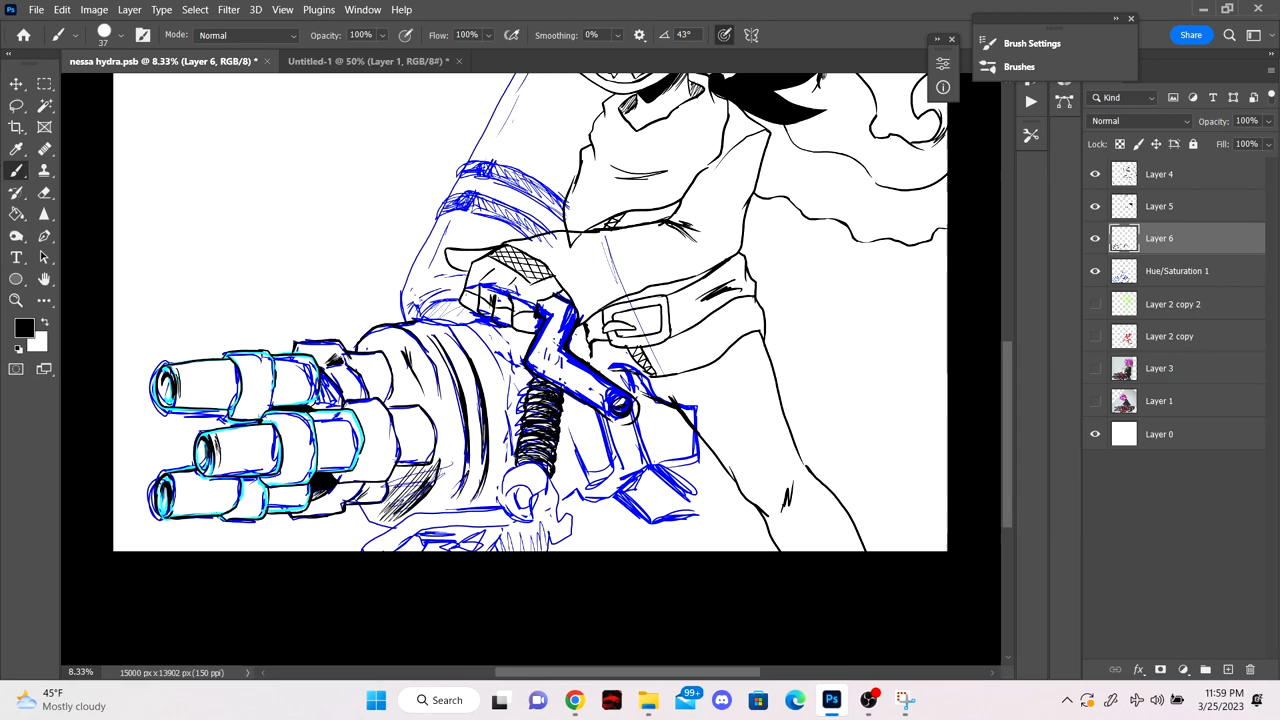 Ps File Edit Image Layer Type Select Filter 3D View Plugins Window Help
37 Mode: Normal Opacity: 100% Flow: 100% Smoothing: 0% 43° Share
Brush Settings
Brushes
nessa hydra.psb @ 8.33% (Layer 6, RGB/8) * × Untitled-1 @ 50% (Layer 1, RGB/8#) * ×
Kind
Normal Opacity: 100%
Lock: Fill: 100%
Layer 4
Layer 5
Layer 6
Hue/Saturation 1
Layer 2 copy 2
Layer 2 copy
Layer 3
Layer 1
Layer 0
8.33% 15000 px x 13902 px (150 ppi)
45°F
Mostly cloudy
Search
99+
Ps
11:59 PM
3/25/2023